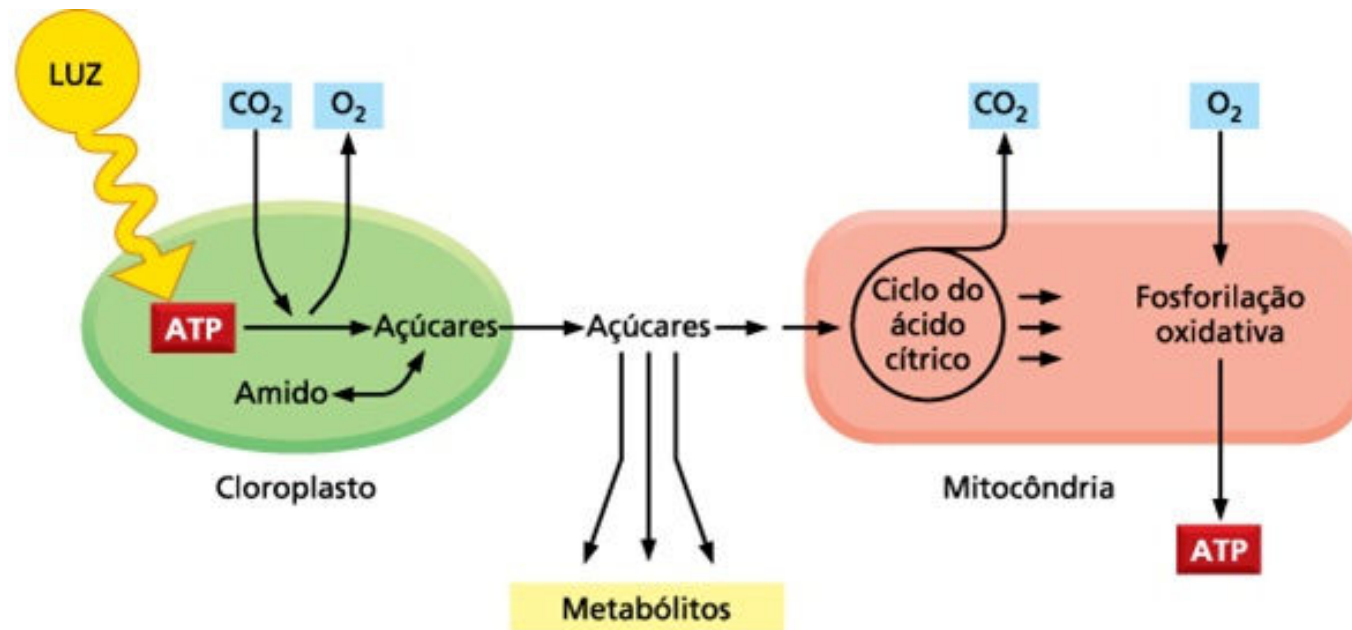 LUZ
CO₂
O₂
CO₂
O₂
ATP
Açúcares
Amido
Cloroplasto
Açúcares
Metabólitos
Ciclo do
ácido
cítrico
Fosforilação
oxidativa
Mitocôndria
ATP